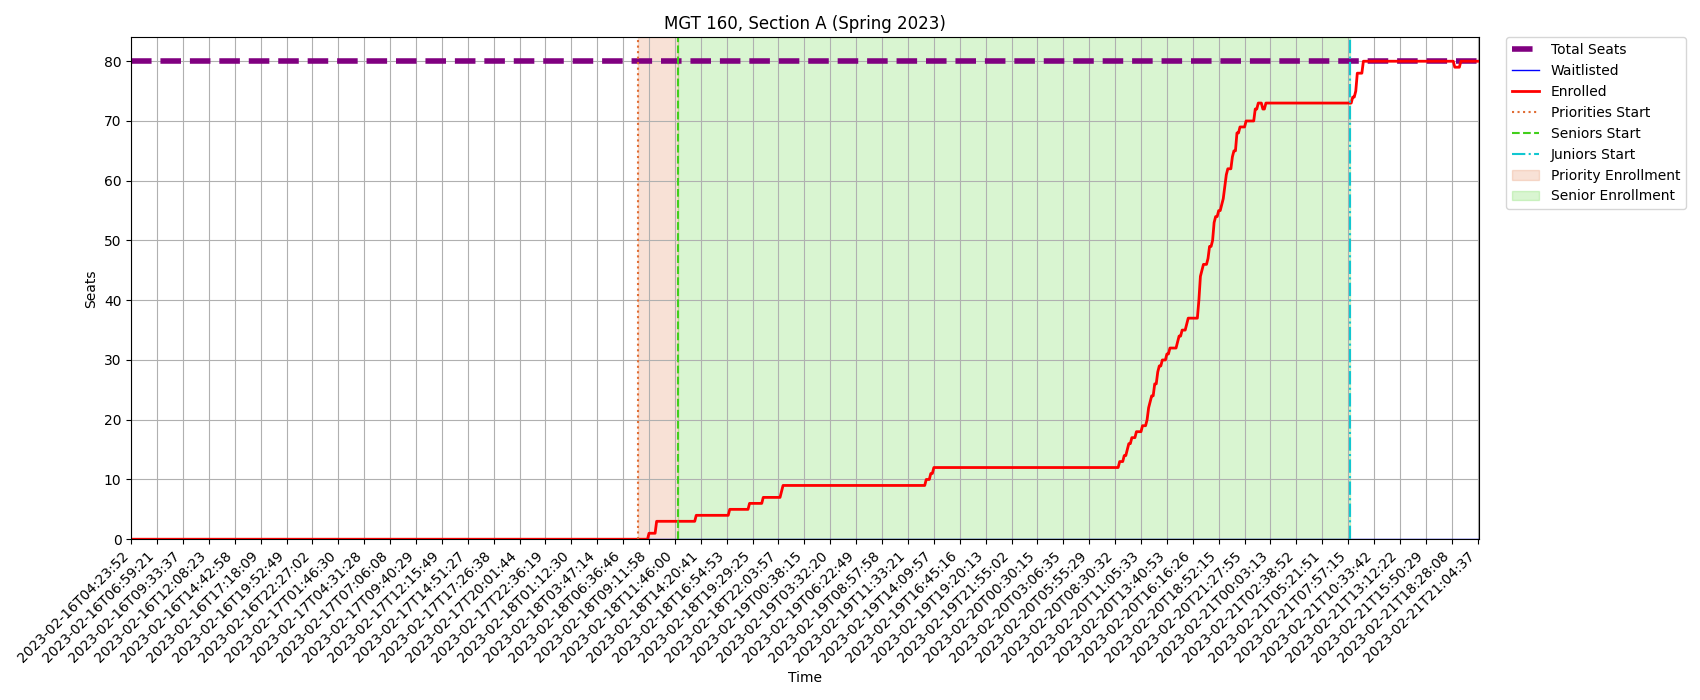 MGT 160, Section A (Spring 2023)
Total Seats
Waitlisted
Enrolled
Priorities Start
Seniors Start
Juniors Start
Priority Enrollment
Senior Enrollment
Seats
80
70
60
50
40
30
20
10
0
2023-02-16T04:23:52
2023-02-16T06:59:21
2023-02-16T09:33:37
2023-02-16T12:08:23
2023-02-16T14:42:58
2023-02-16T17:18:09
2023-02-16T19:52:49
2023-02-16T22:27:02
2023-02-17T01:46:30
2023-02-17T04:31:28
2023-02-17T07:06:08
2023-02-17T09:40:29
2023-02-17T12:15:49
2023-02-17T14:51:27
2023-02-17T17:26:38
2023-02-17T20:01:44
2023-02-17T22:36:19
2023-02-18T01:12:30
2023-02-18T03:47:14
2023-02-18T06:36:46
2023-02-18T09:11:58
2023-02-18T11:46:00
2023-02-18T14:20:41
2023-02-18T16:54:53
2023-02-18T19:29:25
2023-02-18T22:03:57
2023-02-19T00:38:15
2023-02-19T03:32:20
2023-02-19T06:22:49
2023-02-19T08:57:58
2023-02-19T11:33:21
2023-02-19T14:09:57
2023-02-19T16:45:16
2023-02-19T19:20:13
2023-02-19T21:55:02
2023-02-20T00:30:15
2023-02-20T03:06:35
2023-02-20T05:55:29
2023-02-20T08:30:32
2023-02-20T11:05:33
2023-02-20T13:40:53
2023-02-20T16:16:26
2023-02-20T18:52:15
2023-02-20T21:27:55
2023-02-21T00:03:13
2023-02-21T02:38:52
2023-02-21T05:21:51
2023-02-21T07:57:15
2023-02-21T10:33:42
2023-02-21T13:12:22
2023-02-21T15:50:29
2023-02-21T18:28:08
2023-02-21T21:04:37
Time